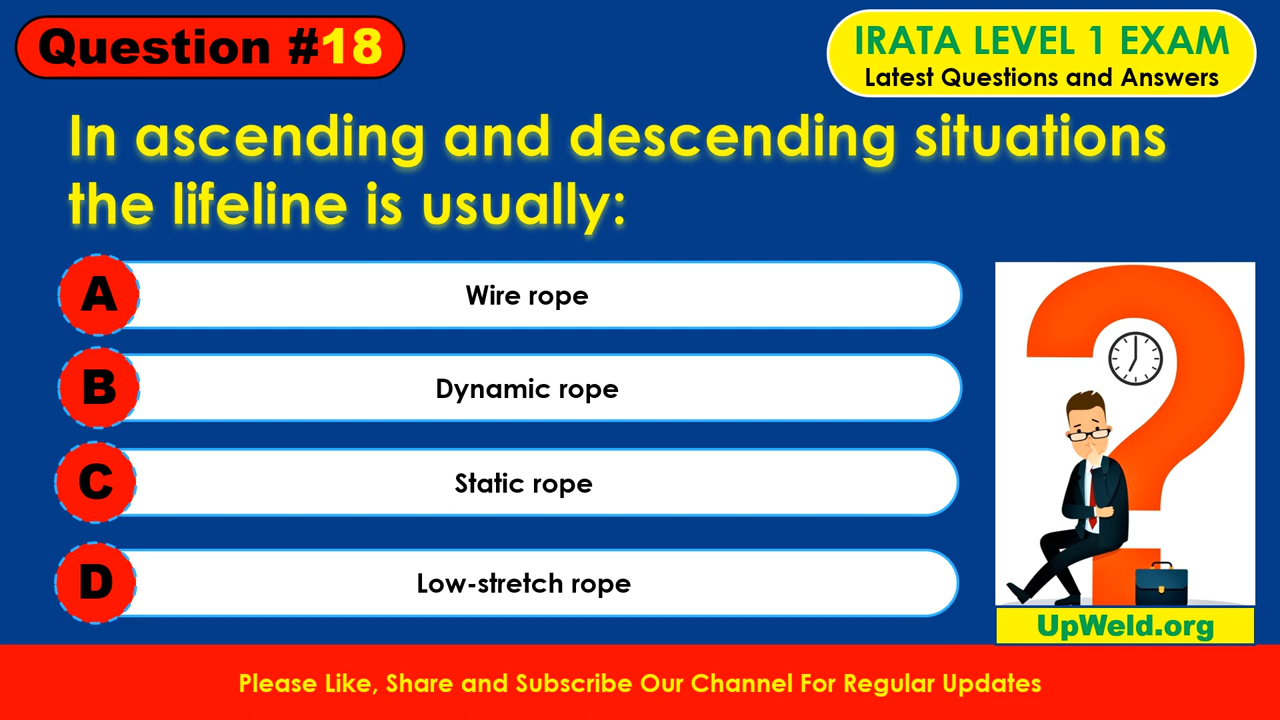 Question #18
IRATA LEVEL 1 EXAM
Latest Questions and Answers
In ascending and descending situations
the lifeline is usually:
A
Wire rope
B
Dynamic rope
C
Static rope
D
Low-stretch rope
UpWeld.org
Please Like, Share and Subscribe Our Channel For Regular Updates